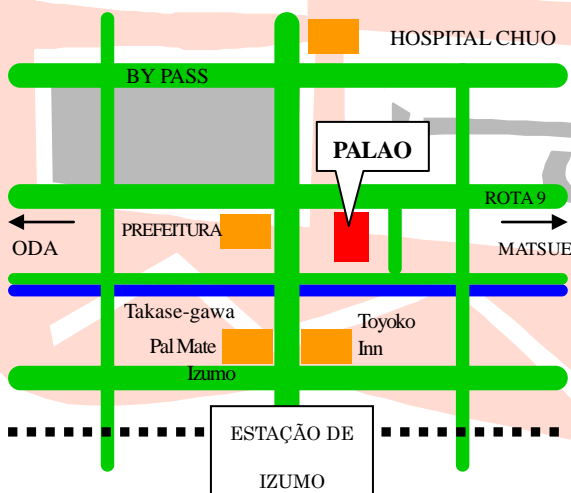 HOSPITAL CHUO
BY PASS
PALAO
ROTA 9
PREFEITURA
ODA
MATSUE
Takase-gawa
Toyoko
Inn
Pal Mate
Izumo
ESTAÇÃO DE
IZUMO